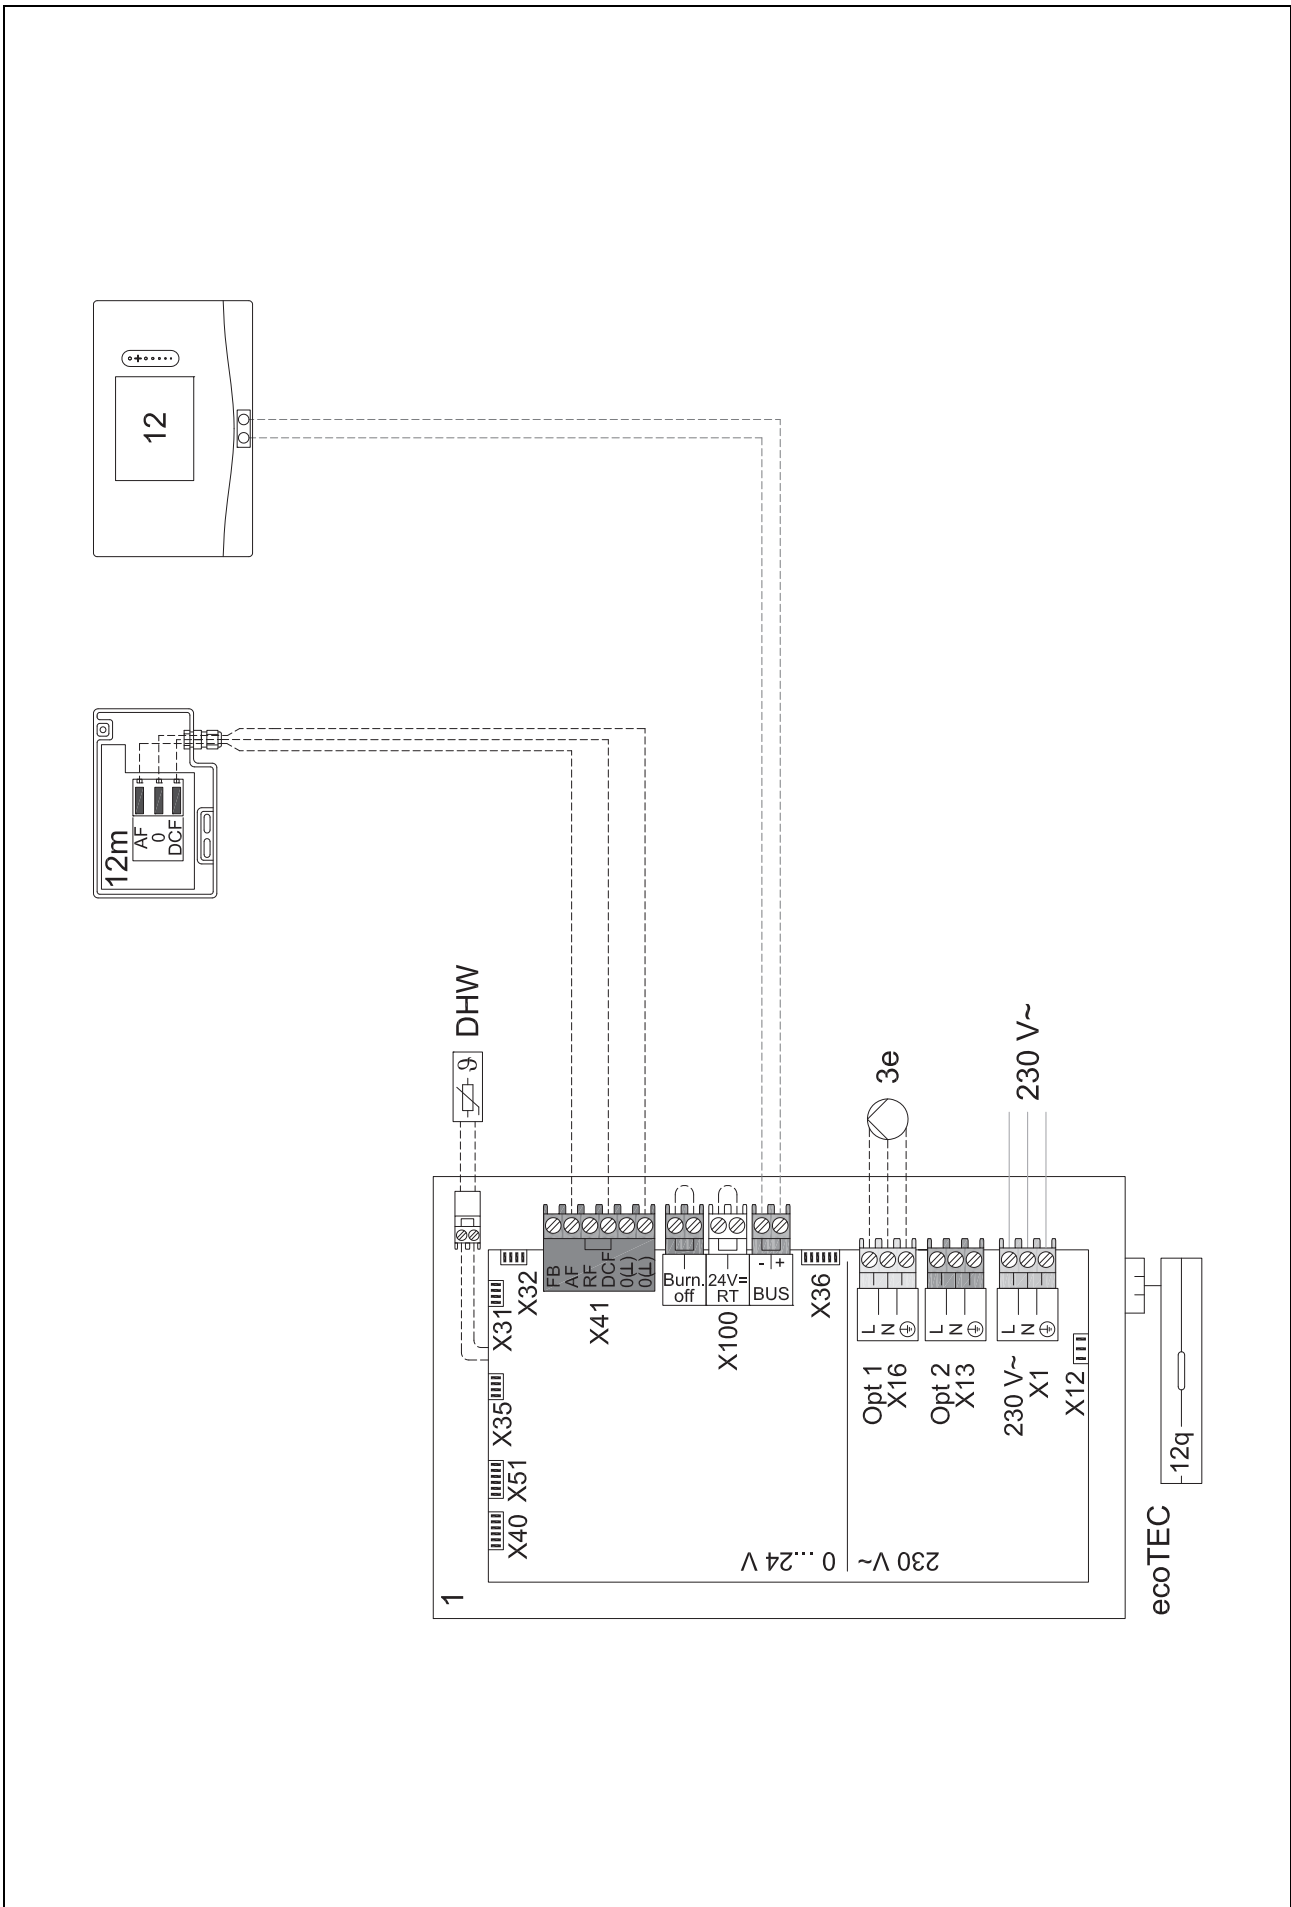 12
12m
AF
0
DCF
DHW
ϑ
3e
230 V~
X32
FB
AF
RF
DCF
0(⊥)
0(⊥)
X41
Burn.
off
24V=
RT
X100
- +
BUS
X36
X31
X35
X51
X40
L
N
Opt 1
X16
L
N
Opt 2
X13
L
N
230 V~
X1
X12
0 ...24 V
230 V~
1
12q
ecoTEC